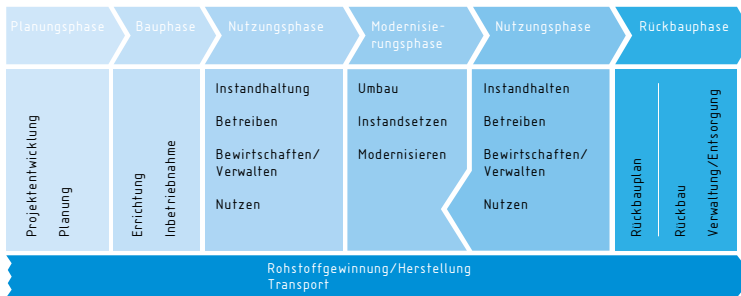 Planungsphase
Bauphase
Nutzungsphase
Modernisie-
rungsphase
Nutzungsphase
Rückbauphase
Projektentwicklung
Planung
Errichtung
Inbetriebnahme
Instandhaltung
Betreiben
Bewirtschaften/
Verwalten
Nutzen
Umbau
Instandsetzen
Modernisieren
Instandhalten
Betreiben
Bewirtschaften/
Verwalten
Nutzen
Rückbauplan
Rückbau
Verwaltung/Entsorgung
Rohstoffgewinnung/Herstellung
Transport